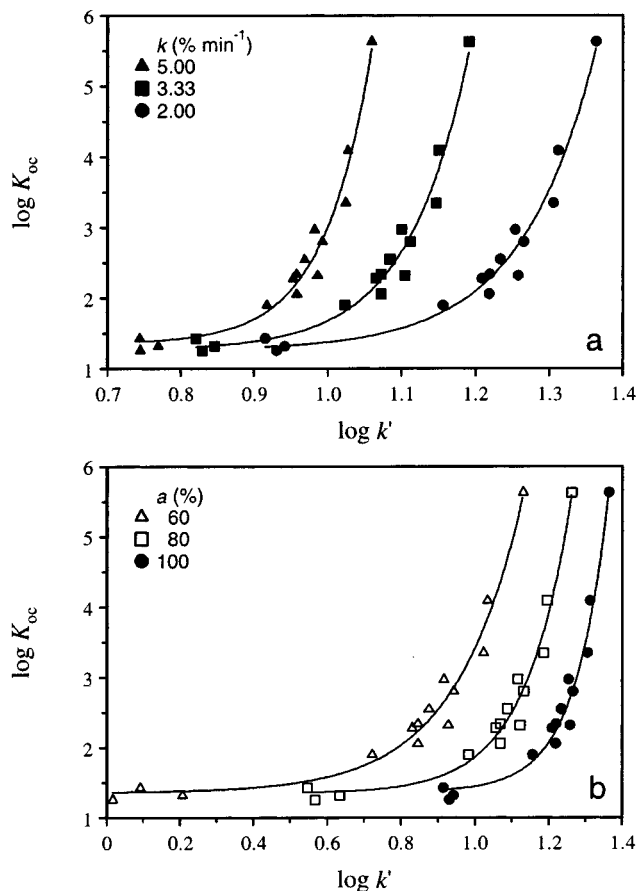 6
k (% min⁻¹)
▲ 5.00
■ 3.33
● 2.00
5
4
3
2
1
log Kₒc
a
0.7 0.8 0.9 1.0 1.1 1.2 1.3 1.4
log k'
6
a (%)
△ 60
□ 80
● 100
5
4
3
2
1
log Kₒc
b
0 0.2 0.4 0.6 0.8 1.0 1.2 1.4
log k'